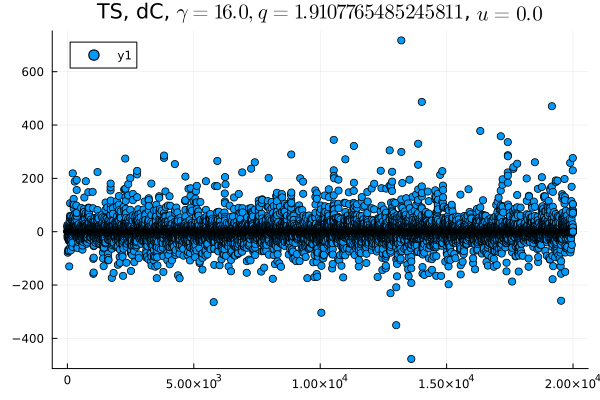 TS, dC, γ = 16.0, q = 1.9107765485245811, u = 0.0
y1
600
400
200
0
−200
−400
0 5.00×10³ 1.00×10⁴ 1.50×10⁴ 2.00×10⁴